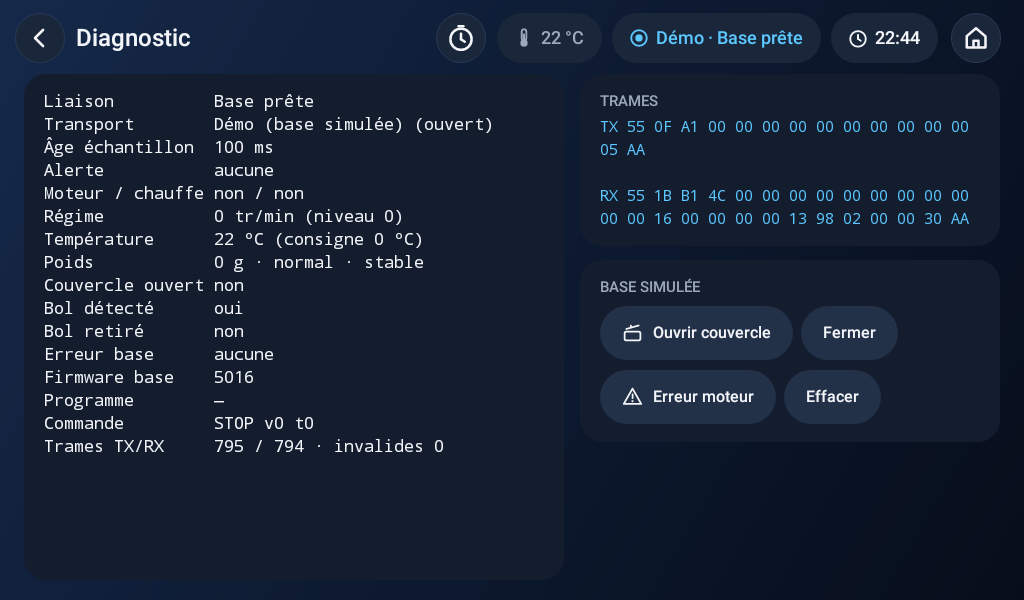 Diagnostic
22 °C
Démo · Base prête
22:44
Liaison Base prête
Transport Démo (base simulée) (ouvert)
Âge échantillon 100 ms
Alerte aucune
Moteur / chauffe non / non
Régime 0 tr/min (niveau 0)
Température 22 °C (consigne 0 °C)
Poids 0 g · normal · stable
Couvercle ouvert non
Bol détecté oui
Bol retiré non
Erreur base aucune
Firmware base 5016
Programme —
Commande STOP v0 t0
Trames TX/RX 795 / 794 · invalides 0
TRAMES
TX 55 0F A1 00 00 00 00 00 00 00 00 00 00
05 AA
RX 55 1B B1 4C 00 00 00 00 00 00 00 00 00
00 00 16 00 00 00 00 13 98 02 00 00 30 AA
BASE SIMULÉE
Ouvrir couvercle
Fermer
Erreur moteur
Effacer